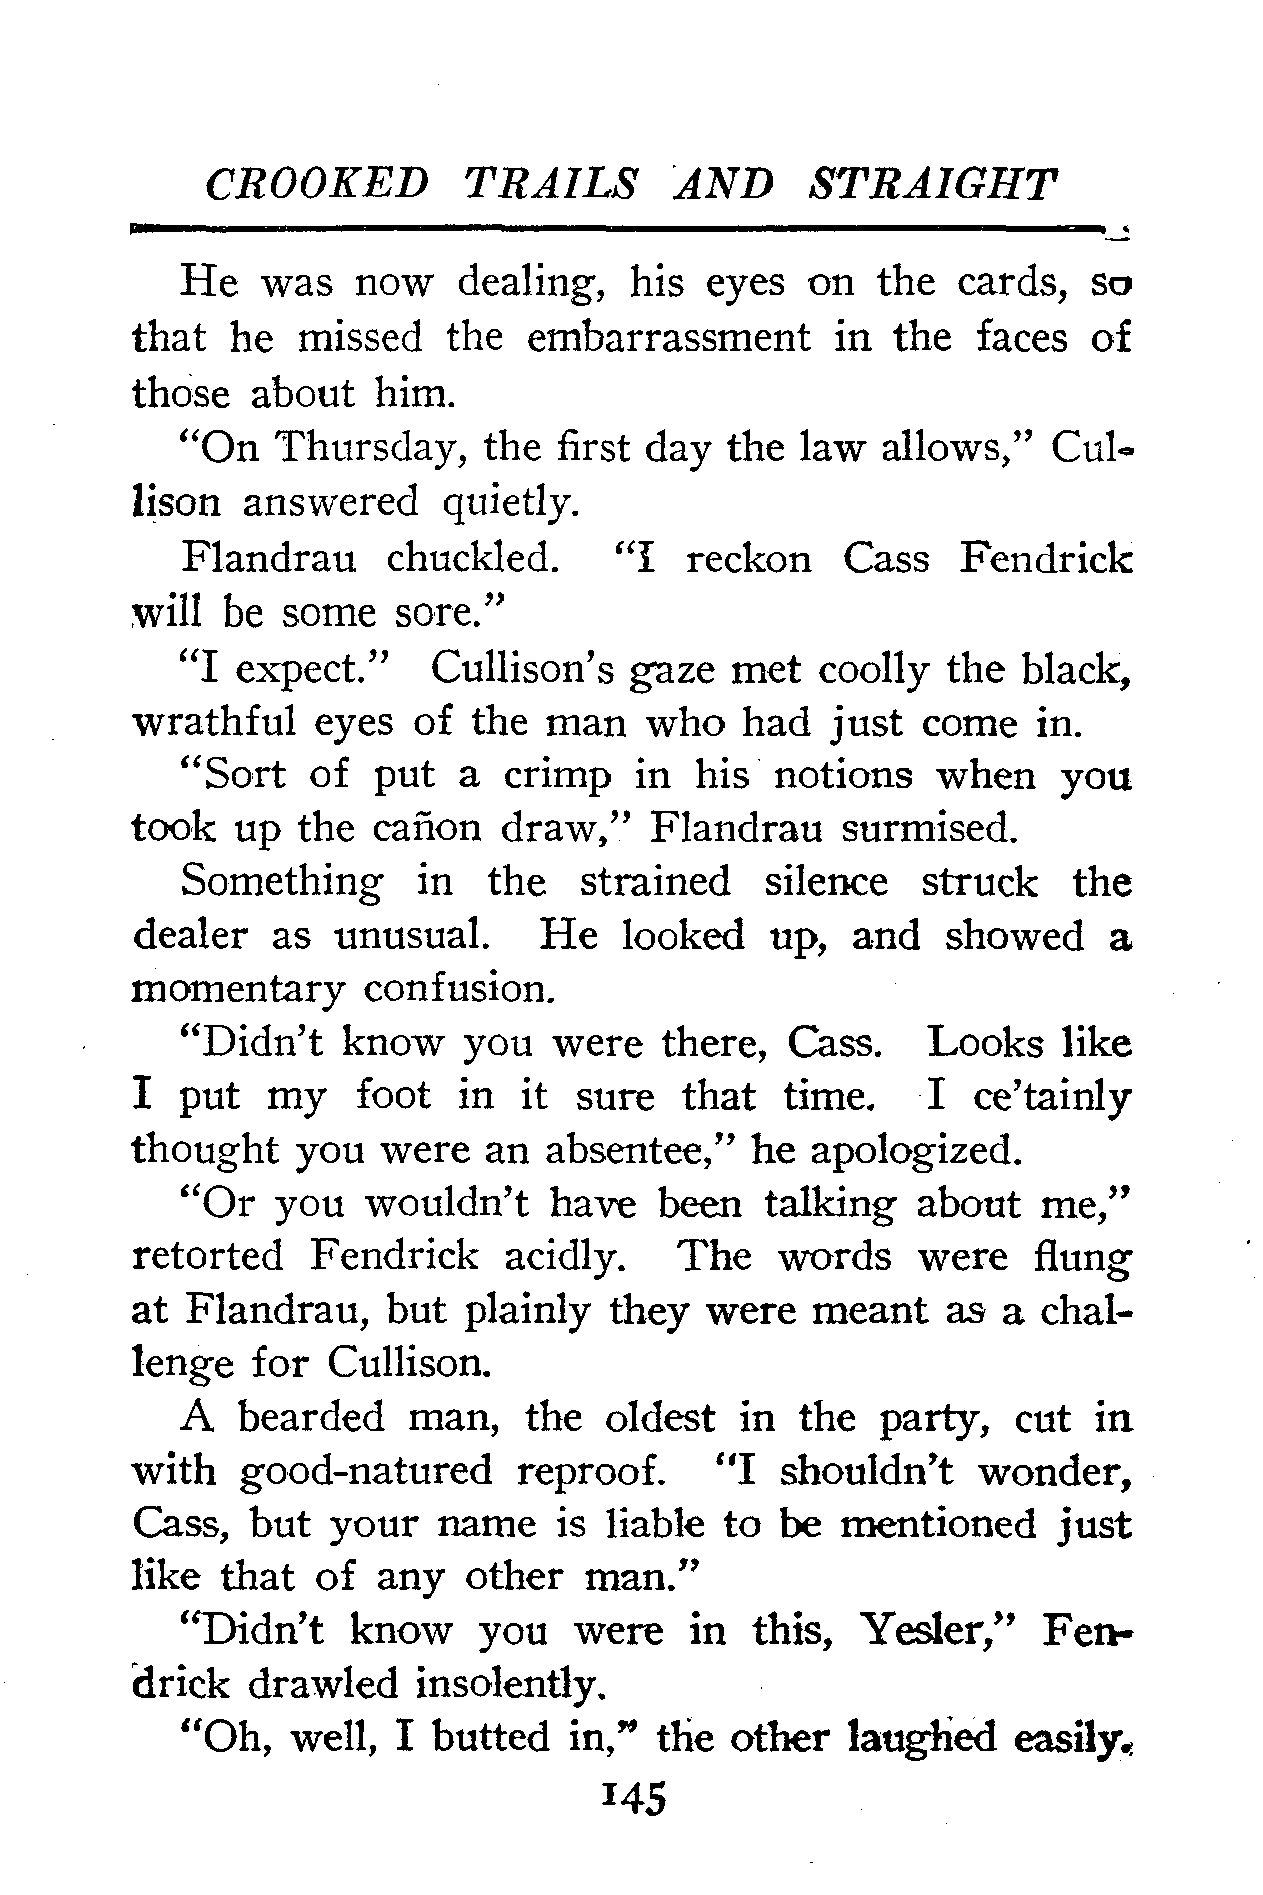 CROOKED TRAILS AND STRAIGHT
He was now dealing, his eyes on the cards, so
that he missed the embarrassment in the faces of
those about him.
“On Thursday, the first day the law allows,” Cul-
lison answered quietly.
Flandrau chuckled. “I reckon Cass Fendrick
will be some sore.”
“I expect.” Cullison’s gaze met coolly the black,
wrathful eyes of the man who had just come in.
“Sort of put a crimp in his notions when you
took up the cañon draw,” Flandrau surmised.
Something in the strained silence struck the
dealer as unusual. He looked up, and showed a
momentary confusion.
“Didn’t know you were there, Cass. Looks like
I put my foot in it sure that time. I ce’tainly
thought you were an absentee,” he apologized.
“Or you wouldn’t have been talking about me,”
retorted Fendrick acidly. The words were flung
at Flandrau, but plainly they were meant as a chal-
lenge for Cullison.
A bearded man, the oldest in the party, cut in
with good-natured reproof. “I shouldn’t wonder,
Cass, but your name is liable to be mentioned just
like that of any other man.”
“Didn’t know you were in this, Yesler,” Fen-
drick drawled insolently.
“Oh, well, I butted in,” the other laughed easily.
145